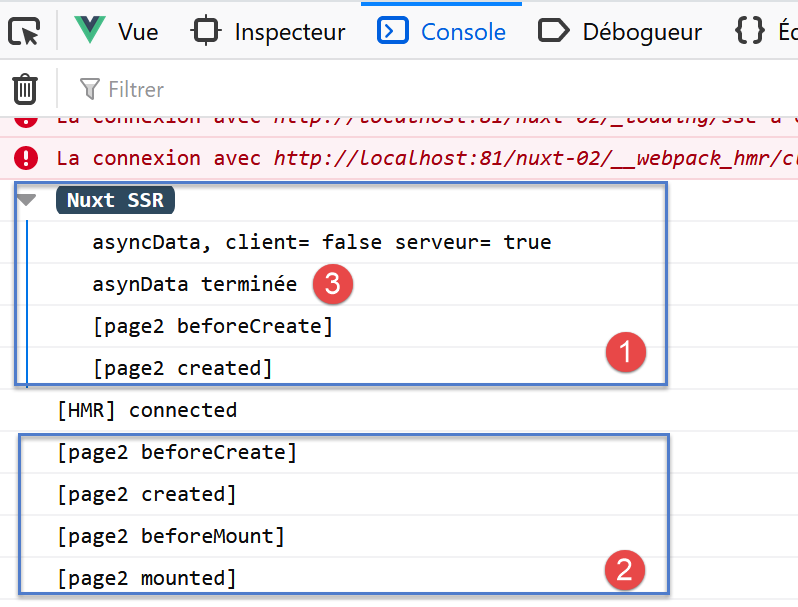 Vue Inspecteur Console Débogueur {} Éc
Filtrer
La connexion avec http://localhost:81/nuxt-02/_loading/sse a
La connexion avec http://localhost:81/nuxt-02/__webpack_hmr/cl
Nuxt SSR
asyncData, client= false serveur= true
asynData terminée 3
[page2 beforeCreate]
[page2 created] 1
[HMR] connected
[page2 beforeCreate]
[page2 created]
[page2 beforeMount]
[page2 mounted] 2